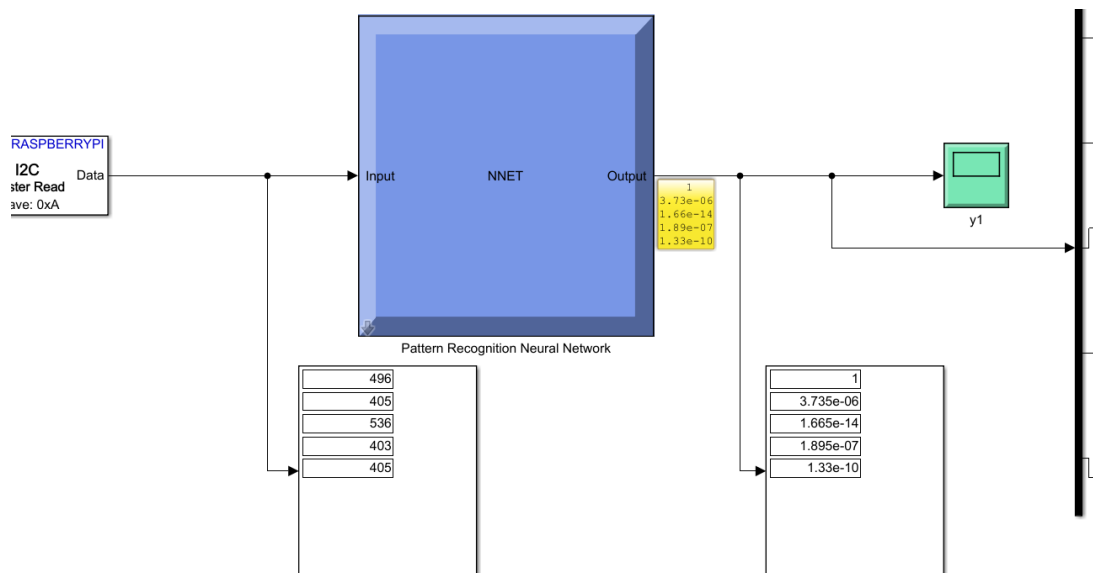 RASPBERRYPI
I2C
ster Read
ave: 0xA
Data
Input
NNET
Output
1
3.73e-06
1.66e-14
1.89e-07
1.33e-10
y1
Pattern Recognition Neural Network
496
405
536
403
405
1
3.735e-06
1.665e-14
1.895e-07
1.33e-10